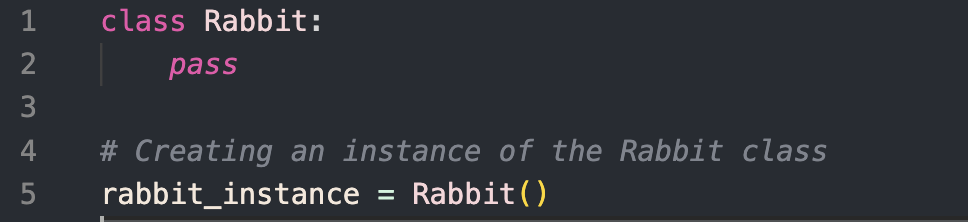 1 class Rabbit:
2     pass
3
4 # Creating an instance of the Rabbit class
5 rabbit_instance = Rabbit()